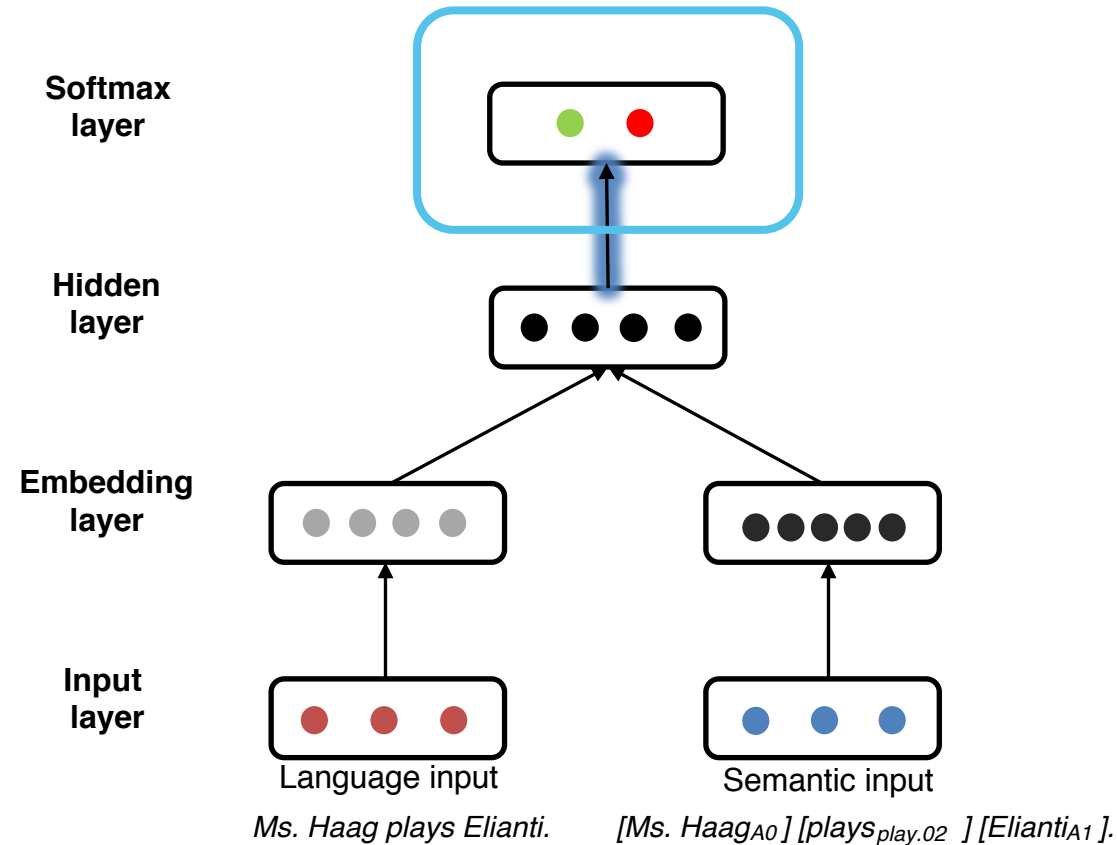 Softmax
layer
Hidden
layer
Embedding
layer
Input
layer
Language input
Semantic input
Ms. Haag plays Elianti.
[Ms. HaagA0 ] [playsplay.02 ] [EliantiA1 ].